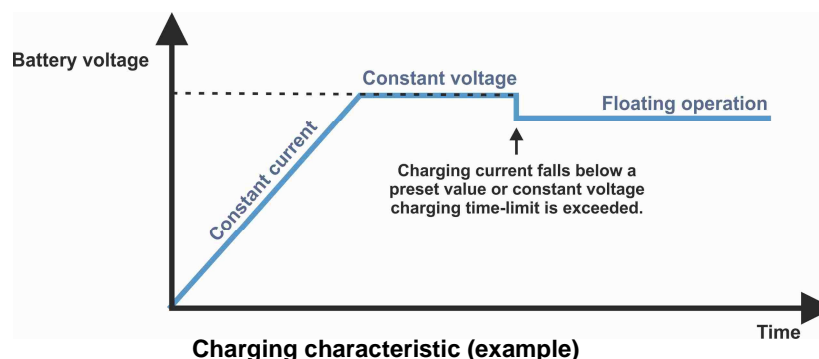 Battery voltage
Constant voltage
Floating operation
Constant current
Charging current falls below a
preset value or constant voltage
charging time-limit is exceeded.
Time
Charging characteristic (example)